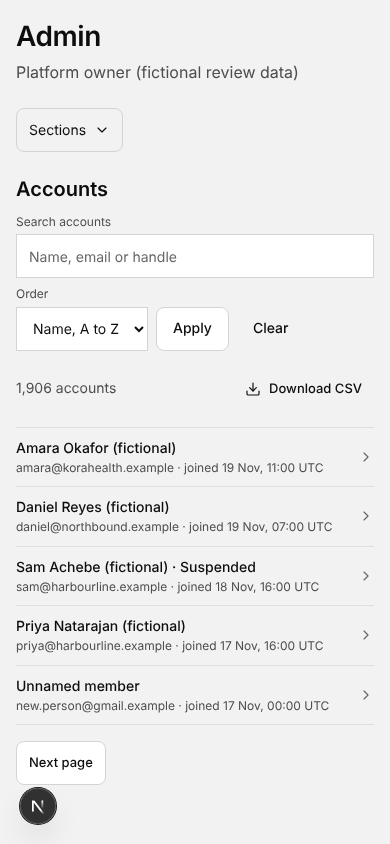 Admin
Platform owner (fictional review data)
Sections
Accounts
Search accounts
Name, email or handle
Order
Name, A to Z
Apply
Clear
1,906 accounts
Download CSV
Amara Okafor (fictional)
amara@korahealth.example · joined 19 Nov, 11:00 UTC
Daniel Reyes (fictional)
daniel@northbound.example · joined 19 Nov, 07:00 UTC
Sam Achebe (fictional) · Suspended
sam@harbourline.example · joined 18 Nov, 16:00 UTC
Priya Natarajan (fictional)
priya@harbourline.example · joined 17 Nov, 16:00 UTC
Unnamed member
new.person@gmail.example · joined 17 Nov, 00:00 UTC
Next page
N